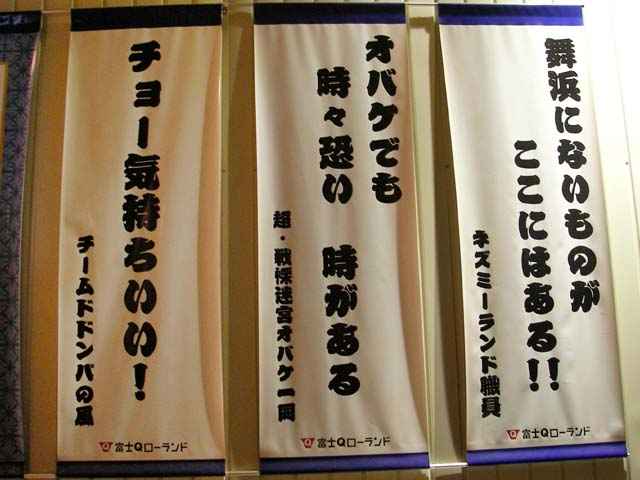 舞浜にないものが
ここにはある!!
ネズミーランド職員
富士Qローランド
オバケでも
時々恐い 時がある
超・戦慄迷宮オバケ一同
富士Qローランド
チョー気持ちいい!
チームドドンパの風
富士Qローランド